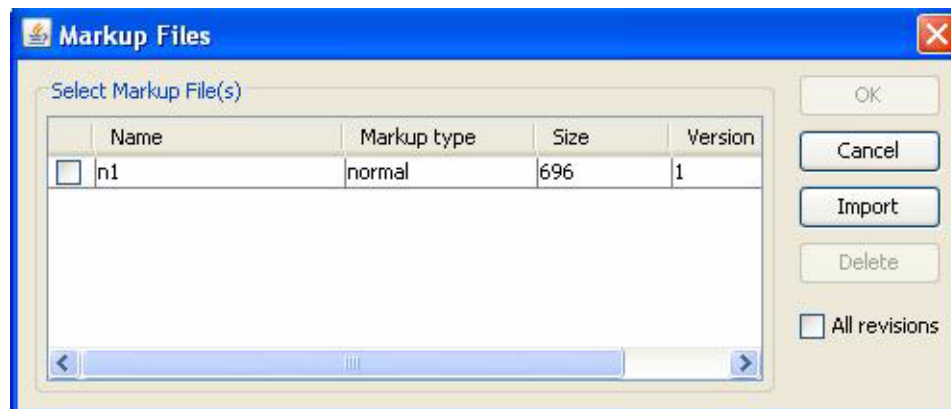 Markup Files
Select Markup File(s)
Name Markup type Size Version
n1 normal 696 1
OK
Cancel
Import
Delete
All revisions